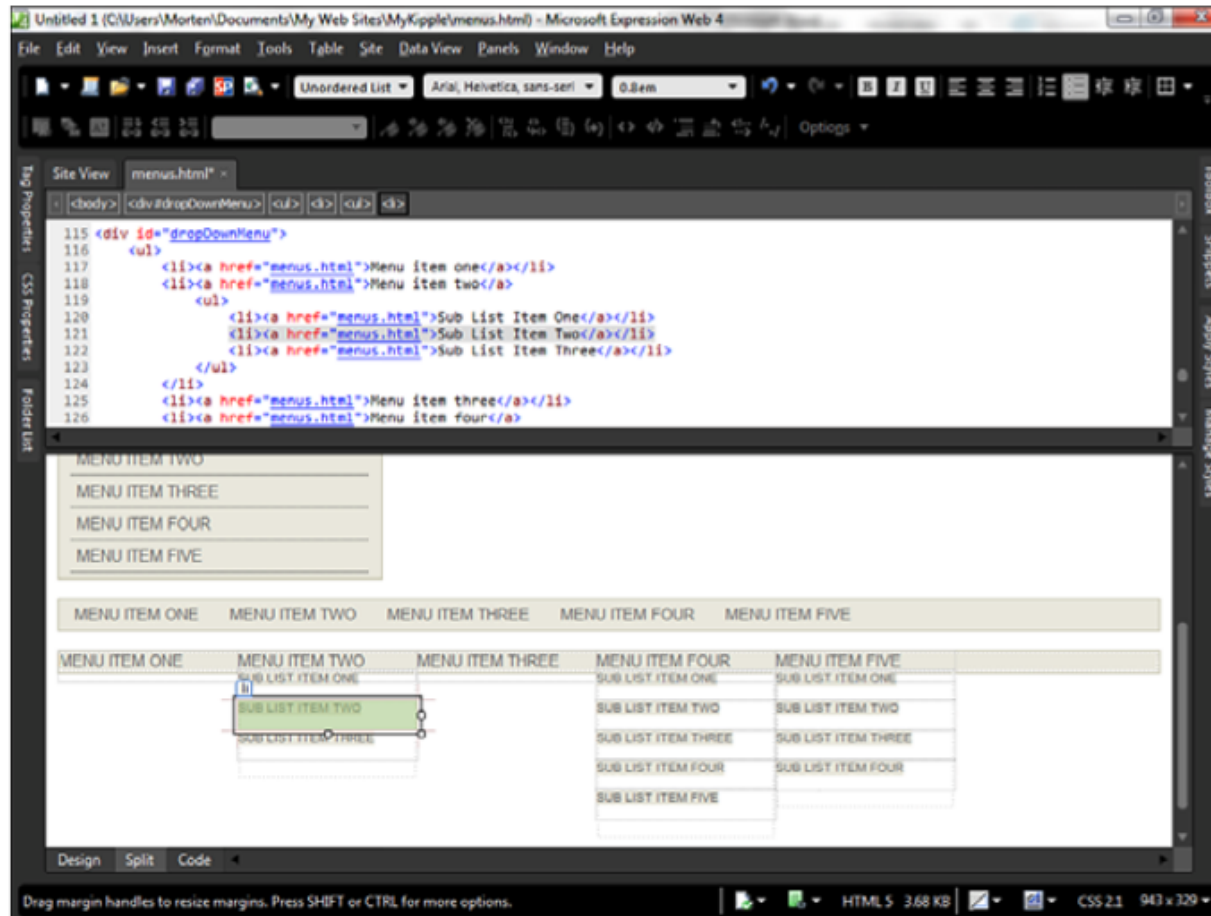 Untitled 1 (C:\Users\Morten\Documents\My Web Sites\MyKipple\menus.html) - Microsoft Expression Web 4
File Edit View Insert Format Tools Table Site Data View Panels Window Help
Unordered List Arial, Helvetica, sans-seri 0.8em
Options
Site View menus.html*
<body> <div#dropDownMenu> <ul> <li> <ul> <li>
115 <div id="dropDownMenu">
116 <ul>
117 <li><a href="menus.html">Menu item one</a></li>
118 <li><a href="menus.html">Menu item two</a>
119 <ul>
120 <li><a href="menus.html">Sub List Item One</a></li>
121 <li><a href="menus.html">Sub List Item Two</a></li>
122 <li><a href="menus.html">Sub List Item Three</a></li>
123 </ul>
124 </li>
125 <li><a href="menus.html">Menu item three</a></li>
126 <li><a href="menus.html">Menu item four</a>
Tag Properties
CSS Properties
Folder List
Toolbox
Snippets
Apply Styles
Manage Styles
MENU ITEM TWO
MENU ITEM THREE
MENU ITEM FOUR
MENU ITEM FIVE
MENU ITEM ONE MENU ITEM TWO MENU ITEM THREE MENU ITEM FOUR MENU ITEM FIVE
MENU ITEM ONE MENU ITEM TWO MENU ITEM THREE MENU ITEM FOUR MENU ITEM FIVE
SUB LIST ITEM ONE SUB LIST ITEM ONE SUB LIST ITEM ONE
li
SUB LIST ITEM TWO SUB LIST ITEM TWO SUB LIST ITEM TWO
SUB LIST ITEM THREE SUB LIST ITEM THREE SUB LIST ITEM THREE
SUB LIST ITEM FOUR SUB LIST ITEM FOUR
SUB LIST ITEM FIVE
Design Split Code
Drag margin handles to resize margins. Press SHIFT or CTRL for more options. HTML 5 3.68 KB CSS 2.1 943 x 329